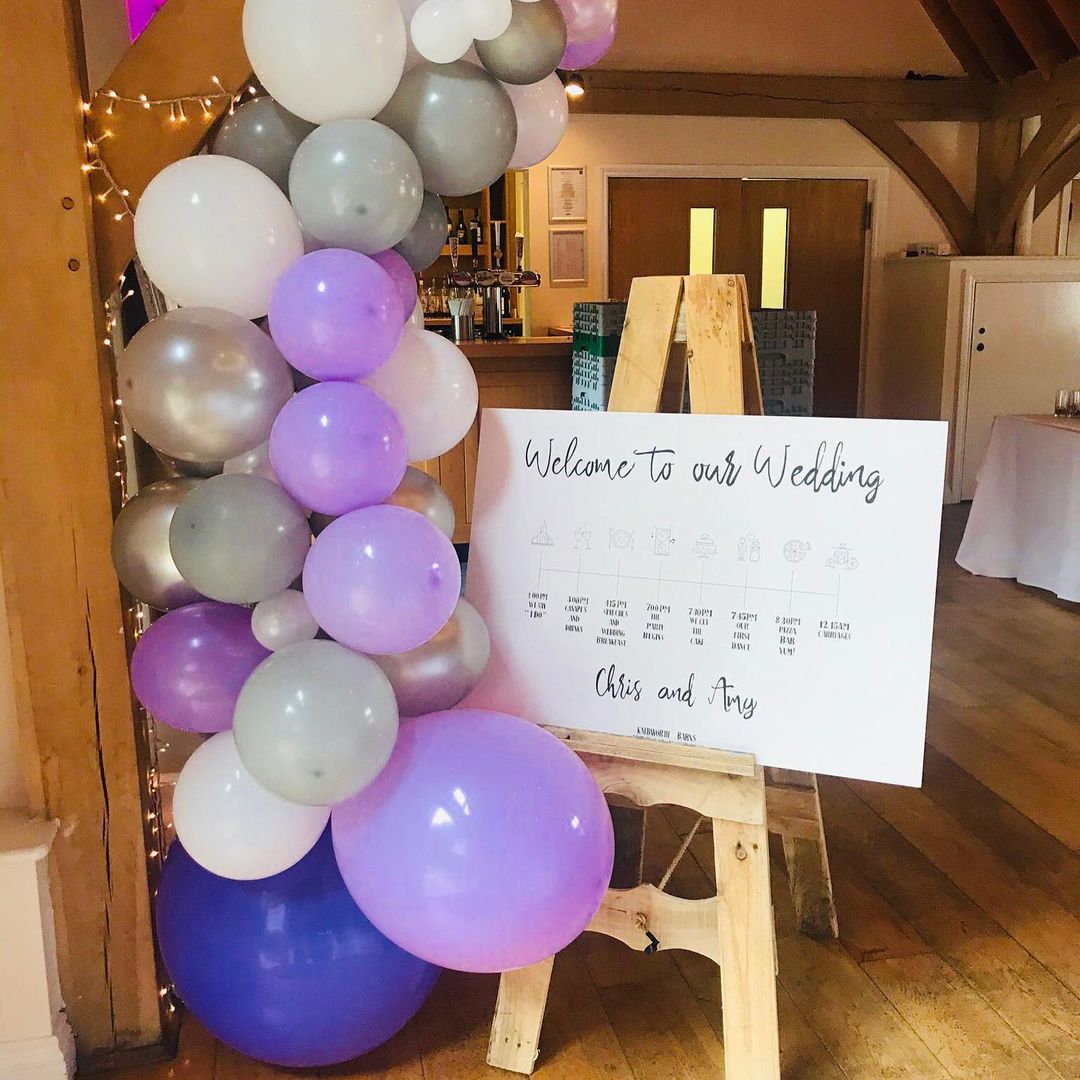 Welcome to our Wedding
1:00PM
WE SAY
"I DO"
3:00PM
CANAPES
AND
DRINKS
4:15PM
SPEECHES
AND
WEDDING
BREAKFAST
7:00PM
THE
PARTY
BEGINS
7:30PM
WE CUT
THE
CAKE
7:45PM
OUR
FIRST
DANCE
8:30PM
PIZZA
BAR
YUM!
12:15AM
CARRIAGES
Chris and Amy
KNEBWORTH BARNS